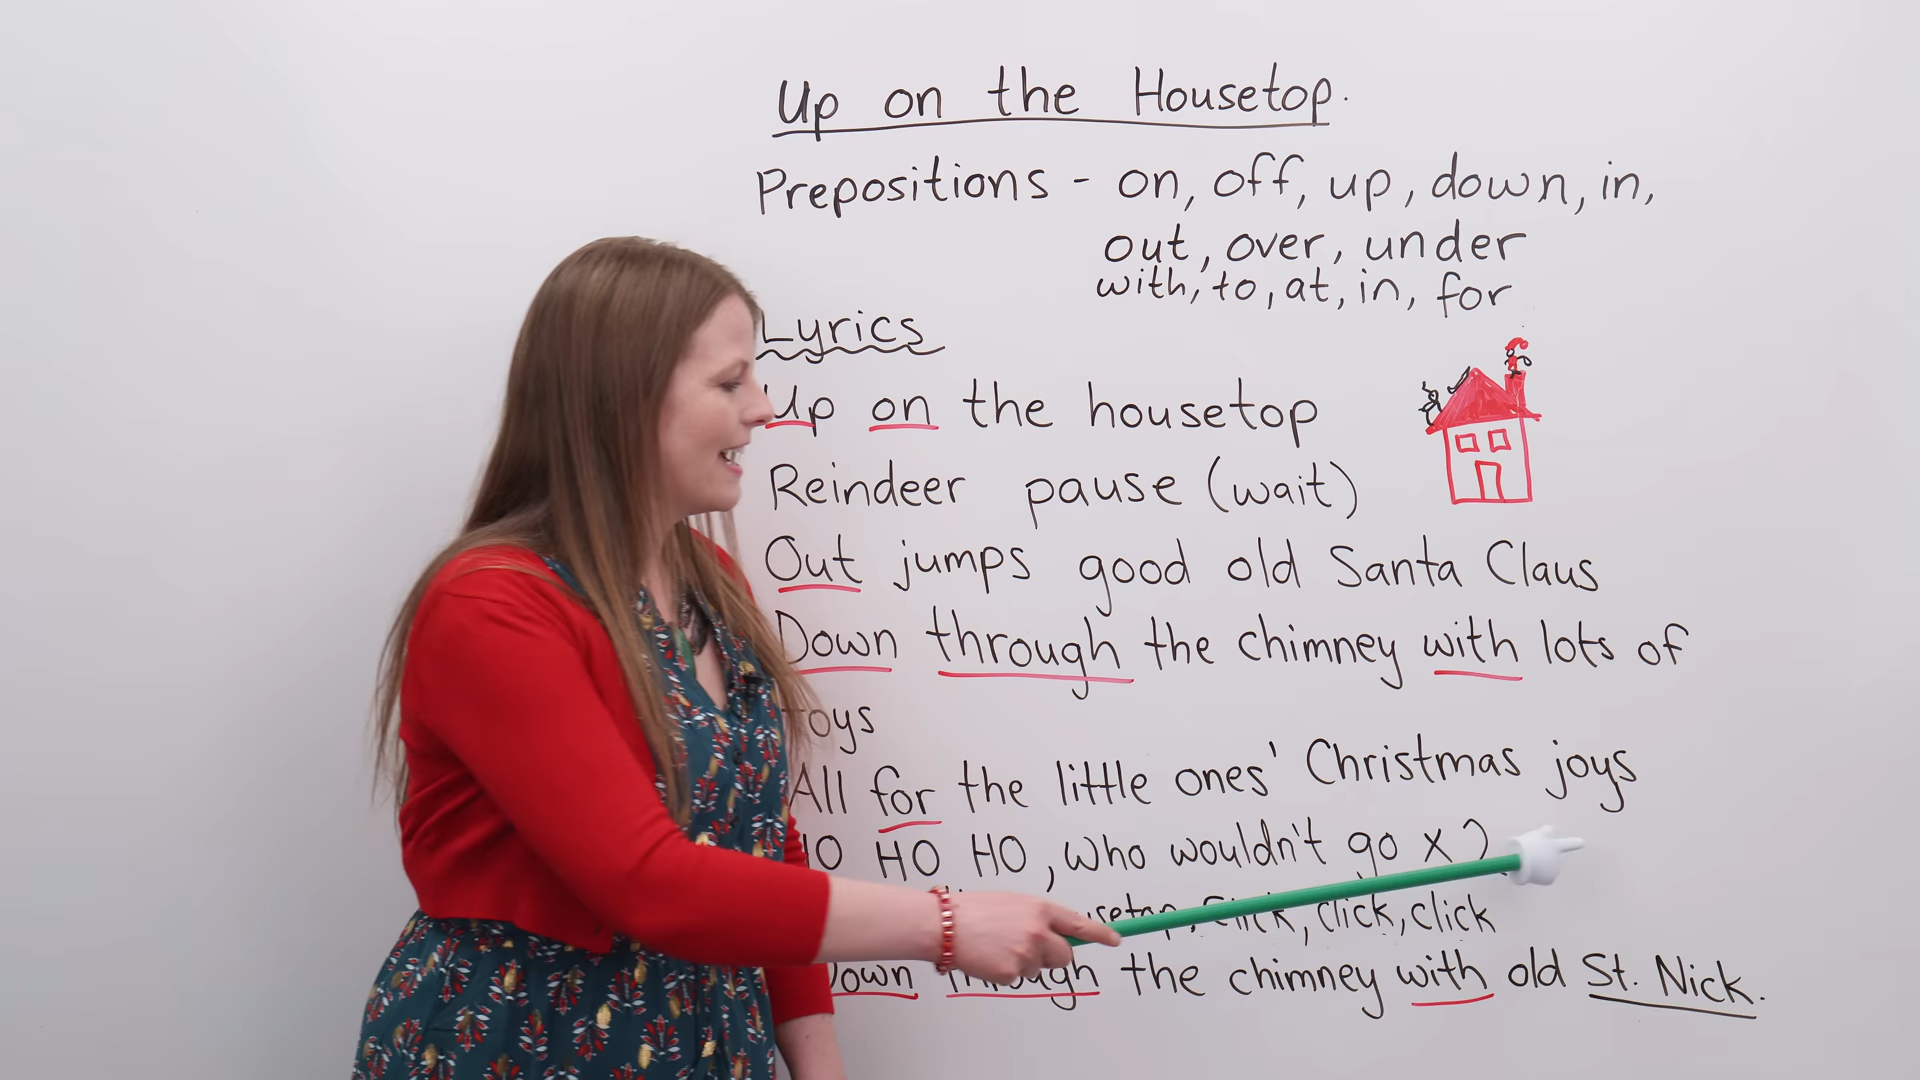 Up on the Housetop.
Prepositions - on, off, up, down, in,
out, over, under
with, to, at, in, for
Lyrics
Up on the housetop
Reindeer pause (wait)
Out jumps good old Santa Claus
Down through the chimney with lots of
toys
All for the little ones' Christmas joys
HO HO HO, who wouldn't go x 2
click, click, click
Down through the chimney with old St. Nick.